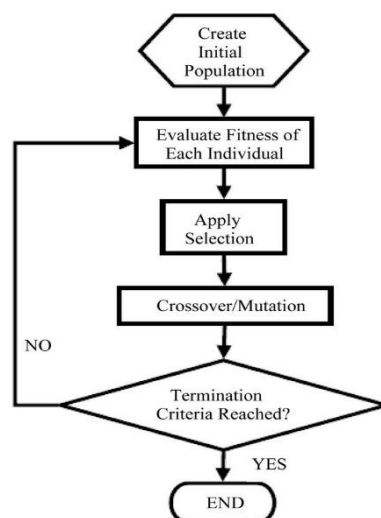 Create
Initial
Population
Evaluate Fitness of
Each Individual
Apply
Selection
Crossover/Mutation
NO
Termination
Criteria Reached?
YES
END